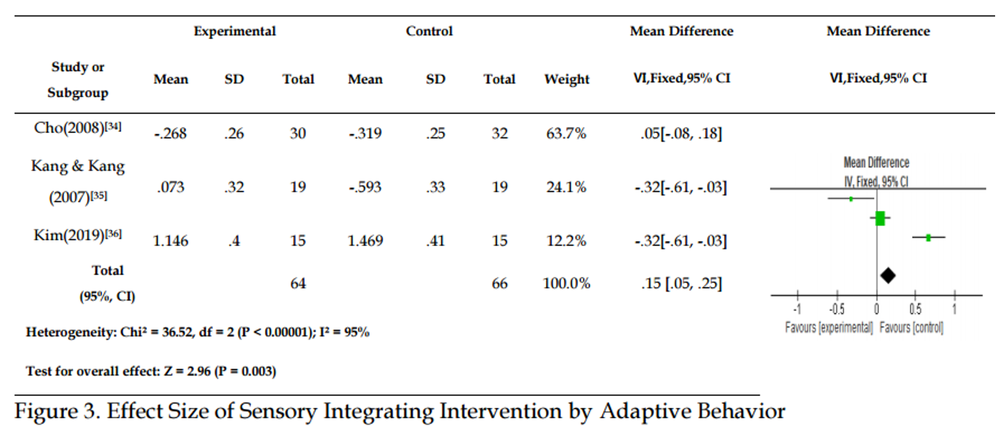 Experimental Control Mean Difference Mean Difference
Study or
Subgroup
Mean SD Total Mean SD Total Weight VI,Fixed,95% CI VI,Fixed,95% CI
Cho(2008)[34] -.268 .26 30 -.319 .25 32 63.7% .05[-.08, .18]
Kang & Kang
(2007)[35]
.073 .32 19 -.593 .33 19 24.1% -.32[-.61, -.03]
Kim(2019)[36] 1.146 .4 15 1.469 .41 15 12.2% -.32[-.61, -.03]
Total
(95%, CI)
64 66 100.0% .15 [.05, .25]
Mean Difference
IV, Fixed, 95% CI
-1 -0.5 0 0.5 1
Favours [experimental] Favours [control]
Heterogeneity: Chi² = 36.52, df = 2 (P < 0.00001); I² = 95%
Test for overall effect: Z = 2.96 (P = 0.003)
Figure 3. Effect Size of Sensory Integrating Intervention by Adaptive Behavior